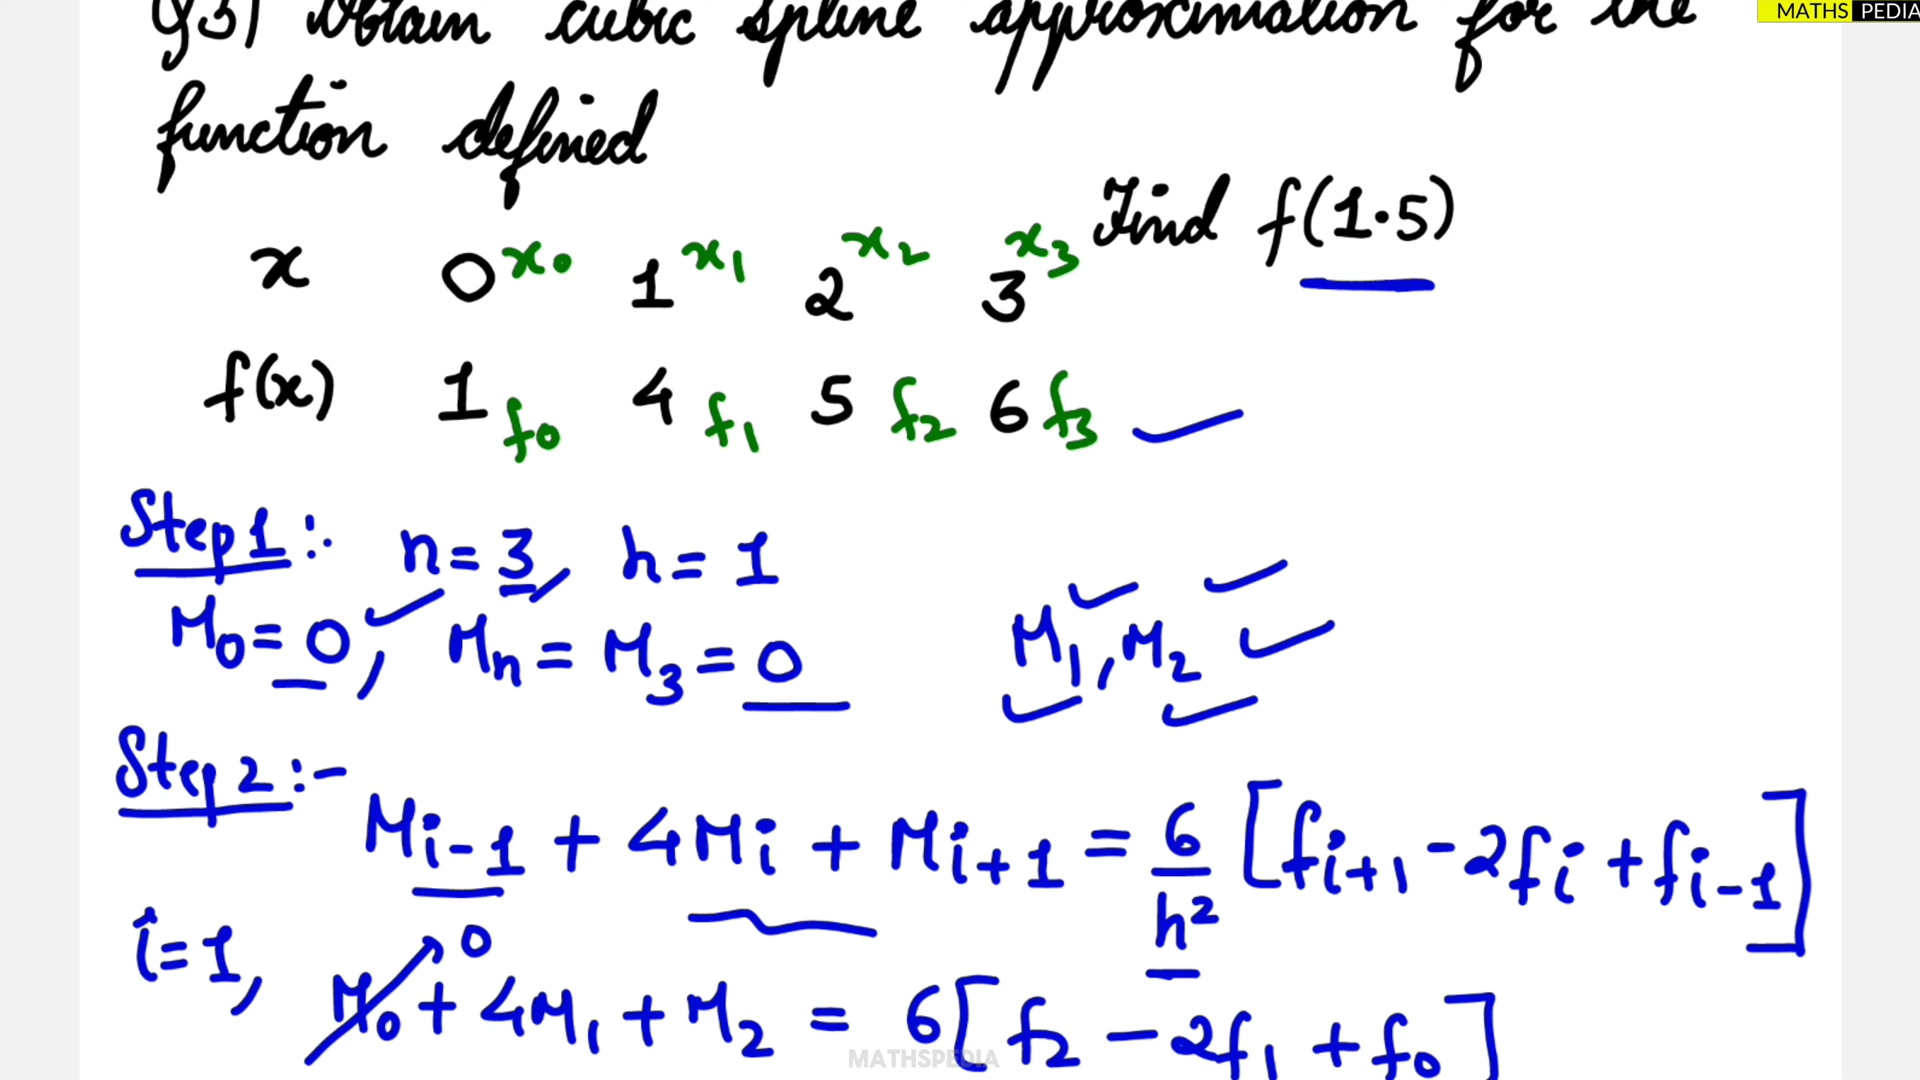 MATHS PEDIA
Q3) Obtain cubic spline approximation for the
function defined
Find f(1.5)
x 0 x₀ 1 x₁ 2 x₂ 3 x₃
f(x) 1 f₀ 4 f₁ 5 f₂ 6 f₃
Step 1:- n = 3, h = 1
M₀ = 0, Mₙ = M₃ = 0 M₁, M₂
Step 2:-
Mᵢ₋₁ + 4Mᵢ + Mᵢ₊₁ = 6/h² [fᵢ₊₁ - 2fᵢ + fᵢ₋₁]
i=1, M₀ 0 + 4M₁ + M₂ = 6[f₂ - 2f₁ + f₀]
MATHSPEDIA